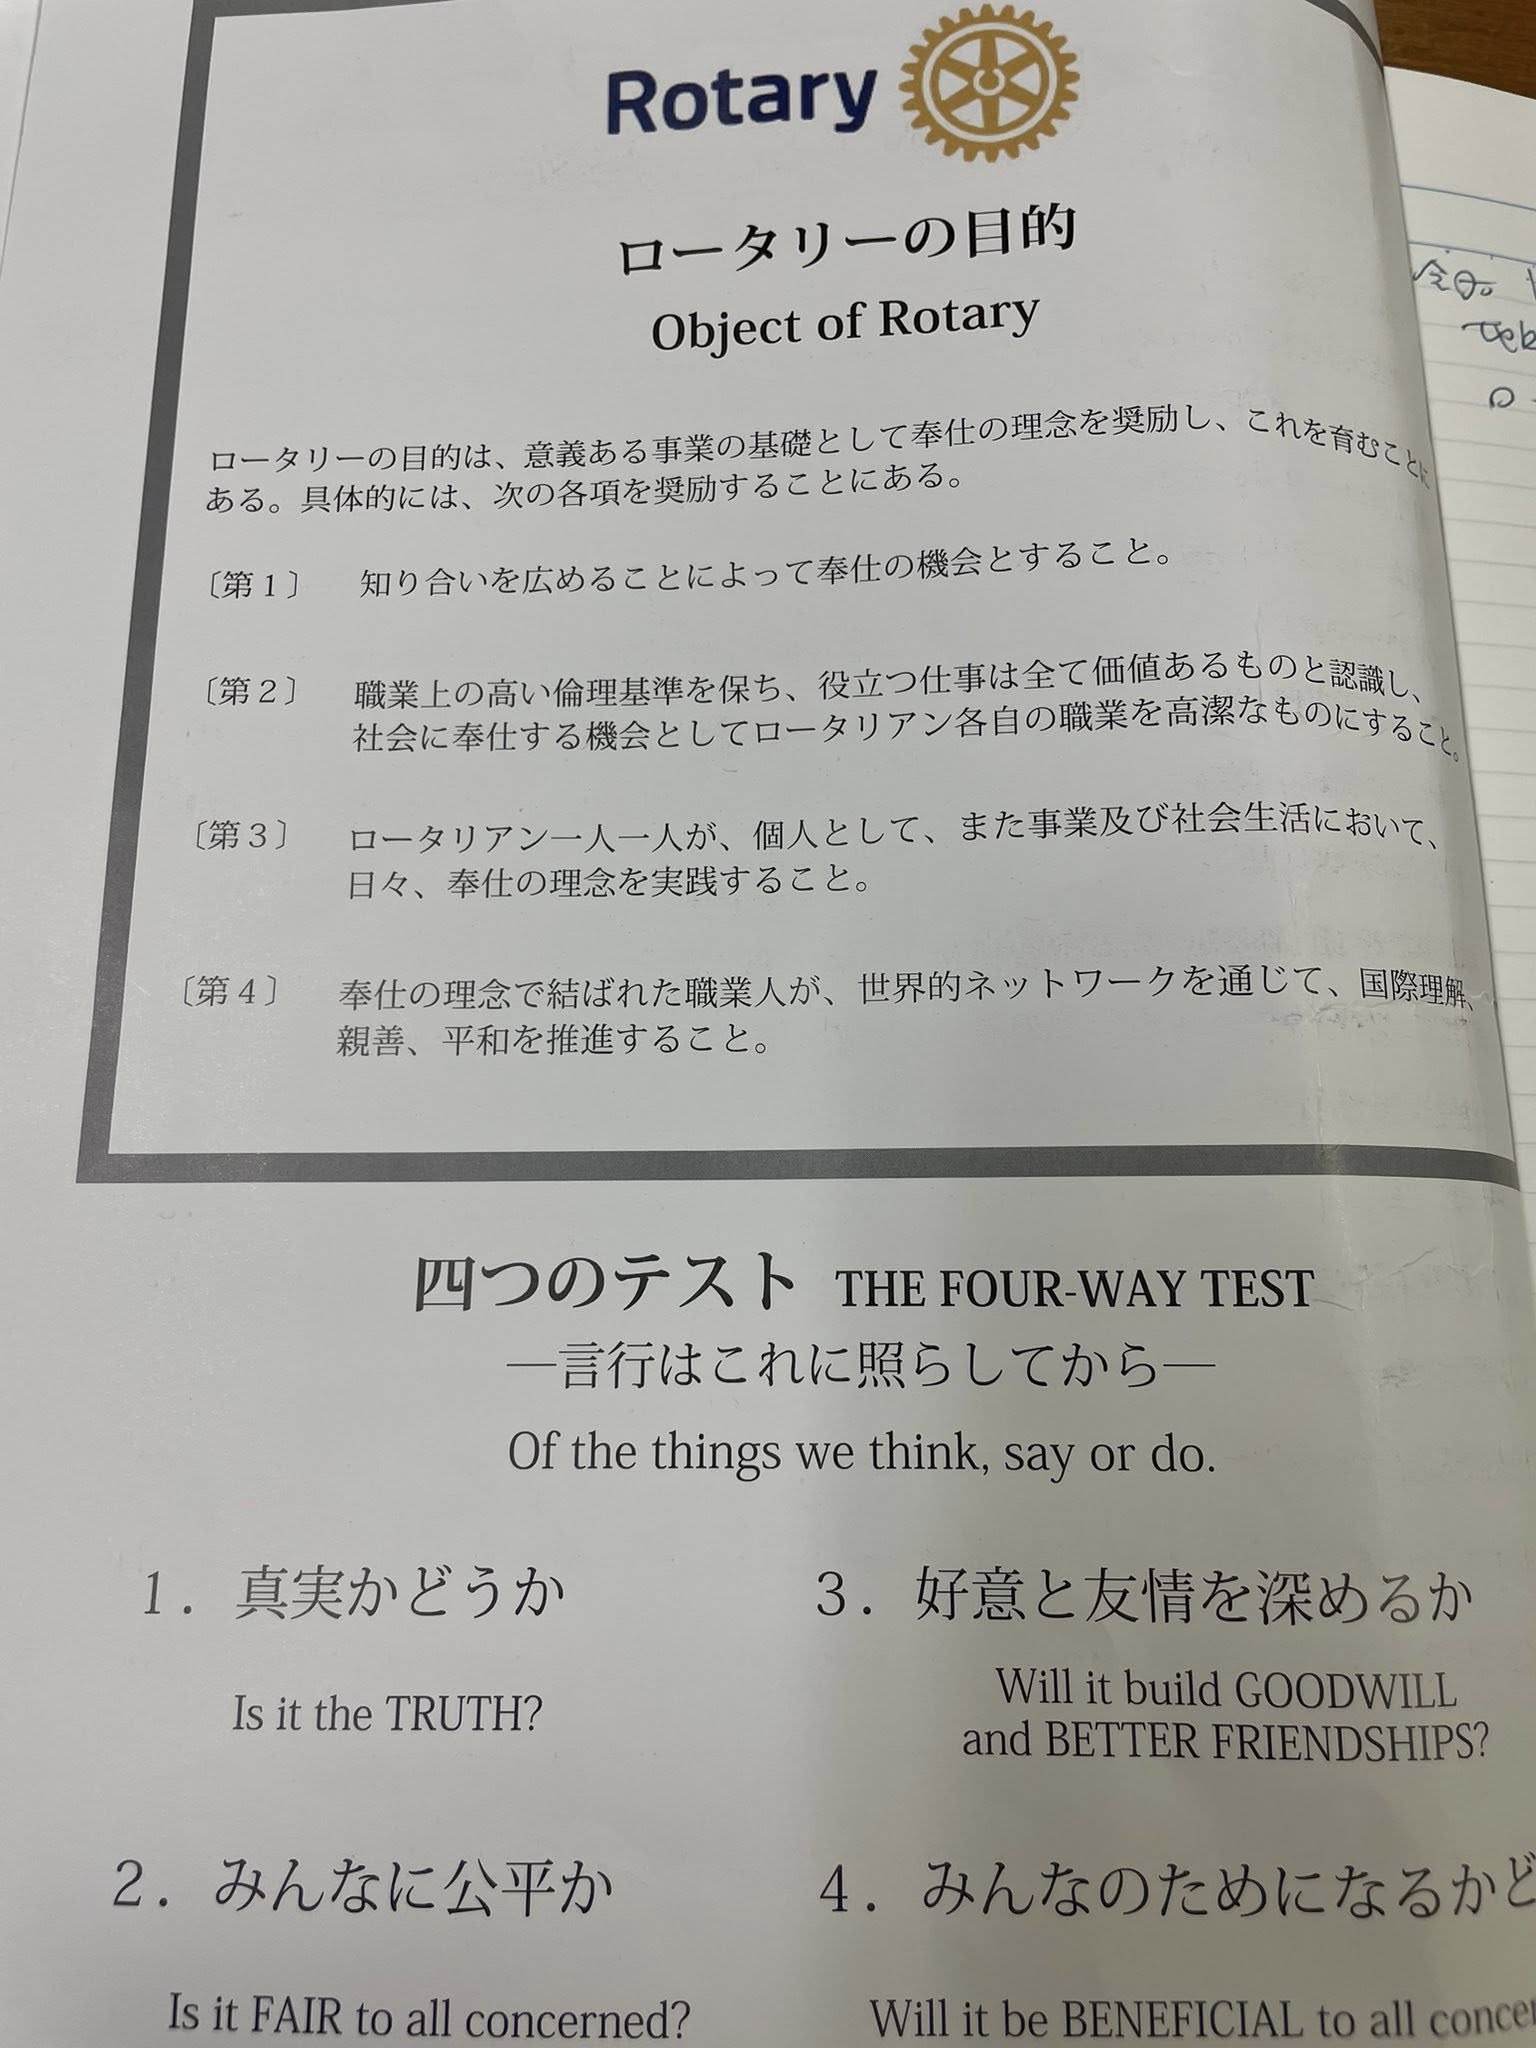 Rotary
ロータリーの目的
Object of Rotary
ロータリーの目的は、意義ある事業の基礎として奉仕の理念を奨励し、これを育むことに
ある。具体的には、次の各項を奨励することにある。
〔第1〕 知り合いを広めることによって奉仕の機会とすること。
〔第2〕 職業上の高い倫理基準を保ち、役立つ仕事は全て価値あるものと認識し、
社会に奉仕する機会としてロータリアン各自の職業を高潔なものにすること。
〔第3〕 ロータリアン一人一人が、個人として、また事業及び社会生活において、
日々、奉仕の理念を実践すること。
〔第4〕 奉仕の理念で結ばれた職業人が、世界的ネットワークを通じて、国際理解、
親善、平和を推進すること。
四つのテスト THE FOUR-WAY TEST
―言行はこれに照らしてから―
Of the things we think, say or do.
1. 真実かどうか
Is it the TRUTH?
2. みんなに公平か
Is it FAIR to all concerned?
3. 好意と友情を深めるか
Will it build GOODWILL
and BETTER FRIENDSHIPS?
4. みんなのためになるかど
Will it be BENEFICIAL to all